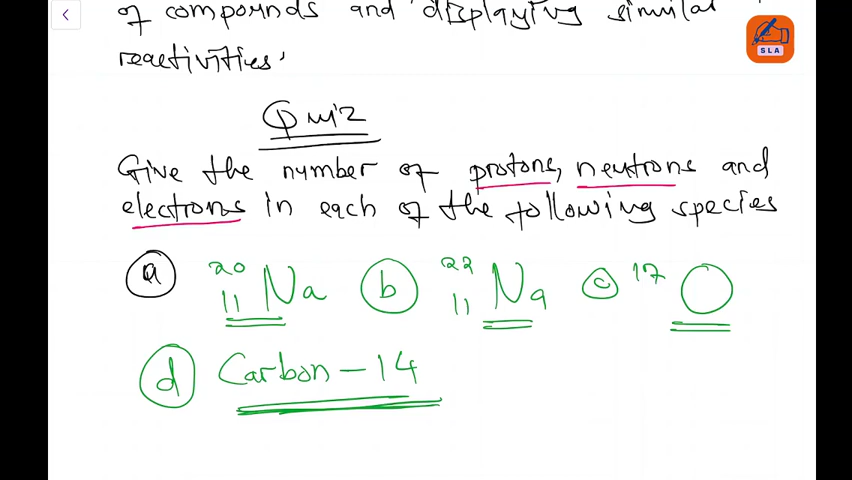 of compounds and displaying similar
reactivities.
SLA
Quiz
Give the number of protons, neutrons and
electrons in each of the following species
a 20 11 Na b 22 11 Na c 17 O
d Carbon - 14